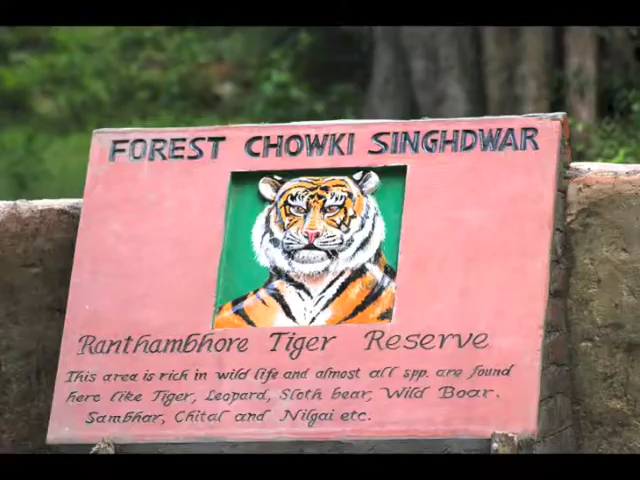 FOREST CHOWKI SINGHDWAR
Ranthambhore Tiger Reserve
This area is rich in wild life and almost all spp. are found
here like Tiger, Leopard, Sloth bear, Wild Boar.
Sambhar, Chital and Nilgai etc.